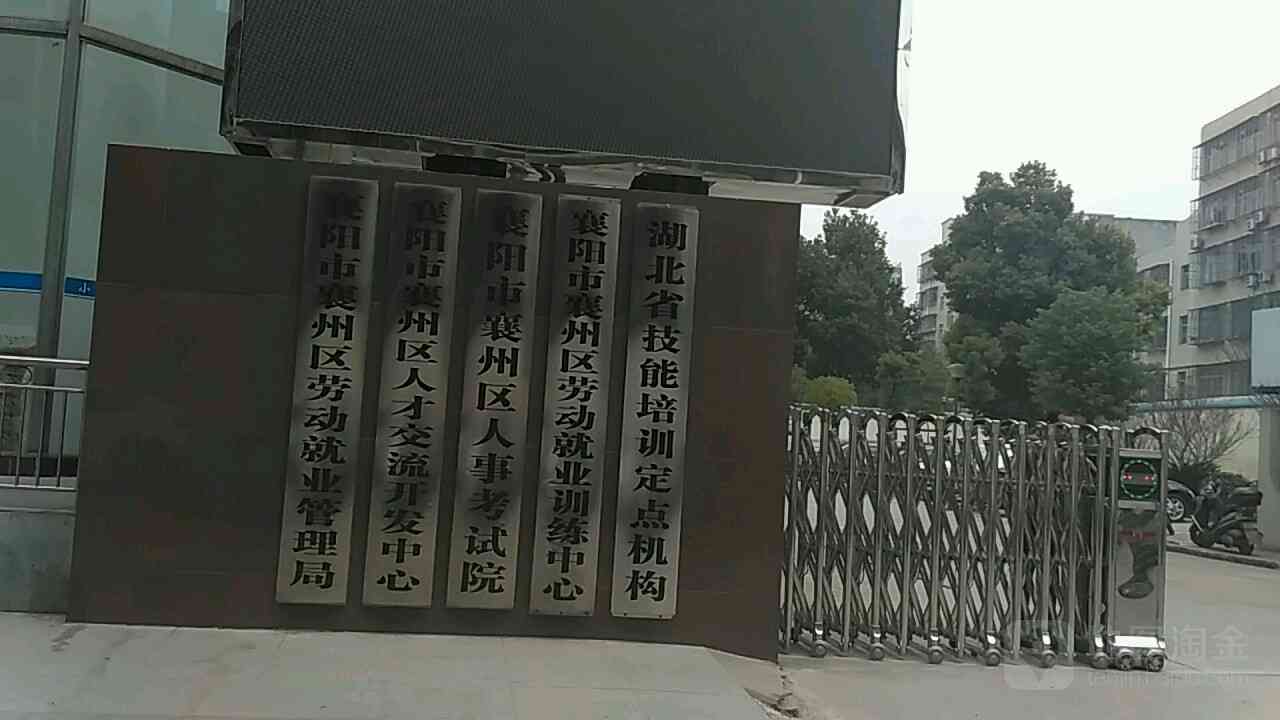 襄阳市襄州区劳动就业管理局
襄阳市襄州区人才交流开发中心
襄阳市襄州区人事考试院
襄阳市襄州区劳动就业训练中心
湖北省技能培训定点机构
小
淘金